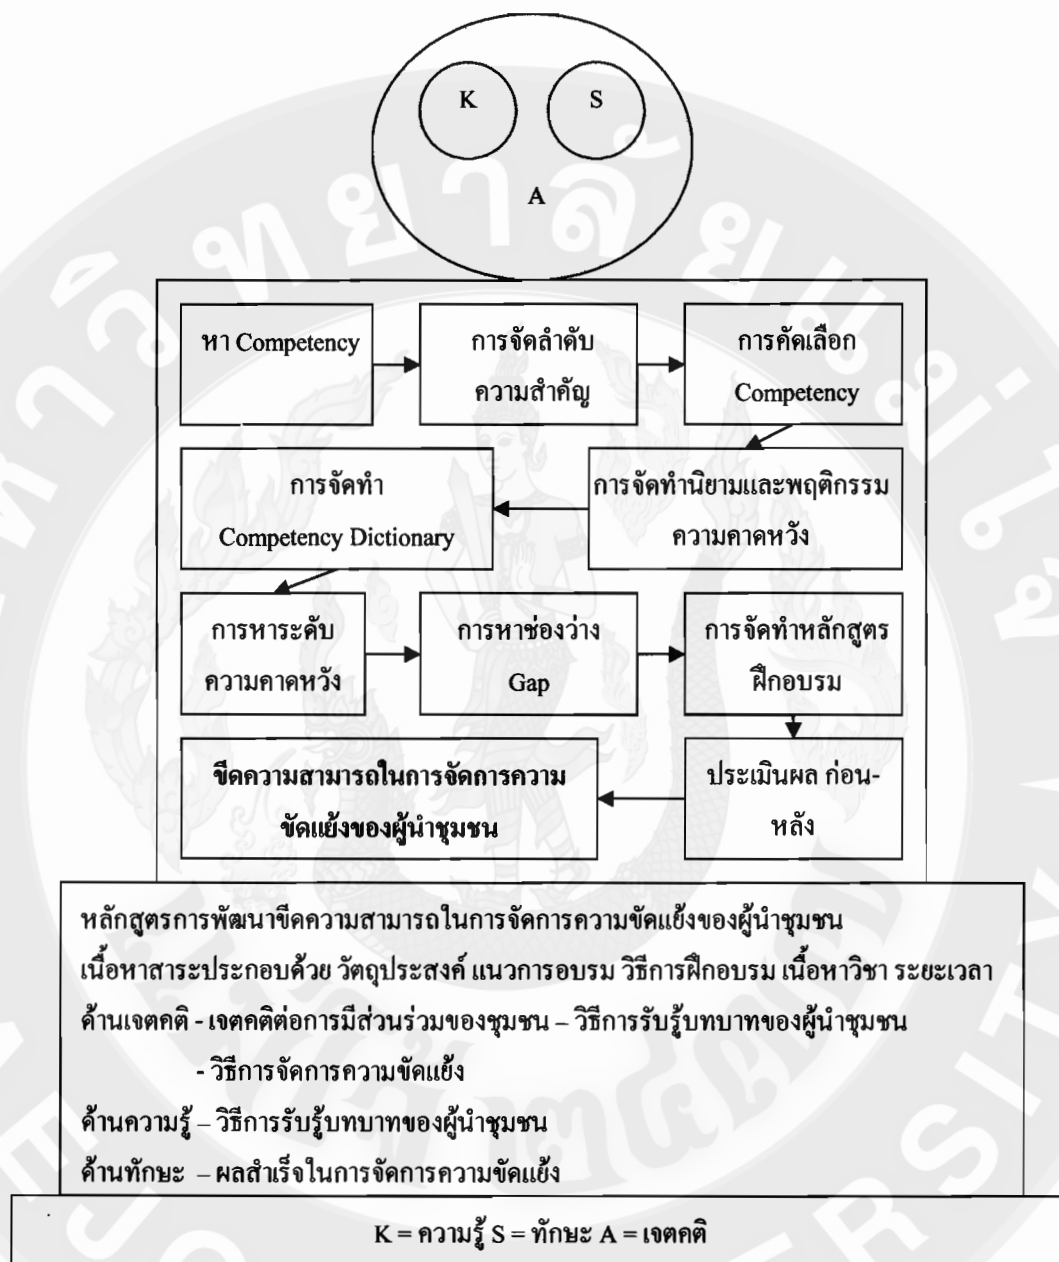 K
S
A
หา Competency
การจัดลำดับ
ความสำคัญ
การคัดเลือก
Competency
การจัดทำนิยามและพฤติกรรม
ความคาดหวัง
การจัดทำ
Competency Dictionary
การหาระดับ
ความคาดหวัง
การหาช่องว่าง
Gap
การจัดทำหลักสูตร
ฝึกอบรม
ประเมินผล ก่อน-
หลัง
ขีดความสามารถในการจัดการความ
ขัดแย้งของผู้นำชุมชน
หลักสูตรการพัฒนาขีดความสามารถในการจัดการความขัดแย้งของผู้นำชุมชน
เนื้อหาสาระประกอบด้วย วัตถุประสงค์ แนวการอบรม วิธีการฝึกอบรม เนื้อหาวิชา ระยะเวลา
ด้านเจตคติ - เจตคติต่อการมีส่วนร่วมของชุมชน – วิธีการรับรู้บทบาทของผู้นำชุมชน
- วิธีการจัดการความขัดแย้ง
ด้านความรู้ – วิธีการรับรู้บทบาทของผู้นำชุมชน
ด้านทักษะ – ผลสำเร็จในการจัดการความขัดแย้ง
K = ความรู้ S = ทักษะ A = เจตคติ